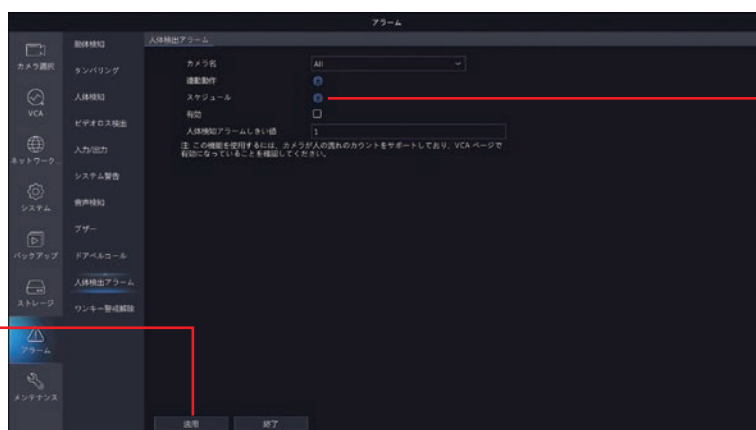 アラーム
カメラ選択
VCA
ネットワーク...
システム
バックアップ
ストレージ
アラーム
メンテナンス
動体検知
タンパリング
人体検知
ビデオロス検出
入力/出力
システム警告
音声検知
ブザー
ドアベルコール
人体検出アラーム
ワンキー警戒解除
人体検出アラーム
カメラ名 All
連動動作
スケジュール
有効
人体検知アラームしきい値 1
注: この機能を使用するには、カメラが人の流れのカウントをサポートしており、VCA ページで
有効になっていることを確認してください。
適用 終了